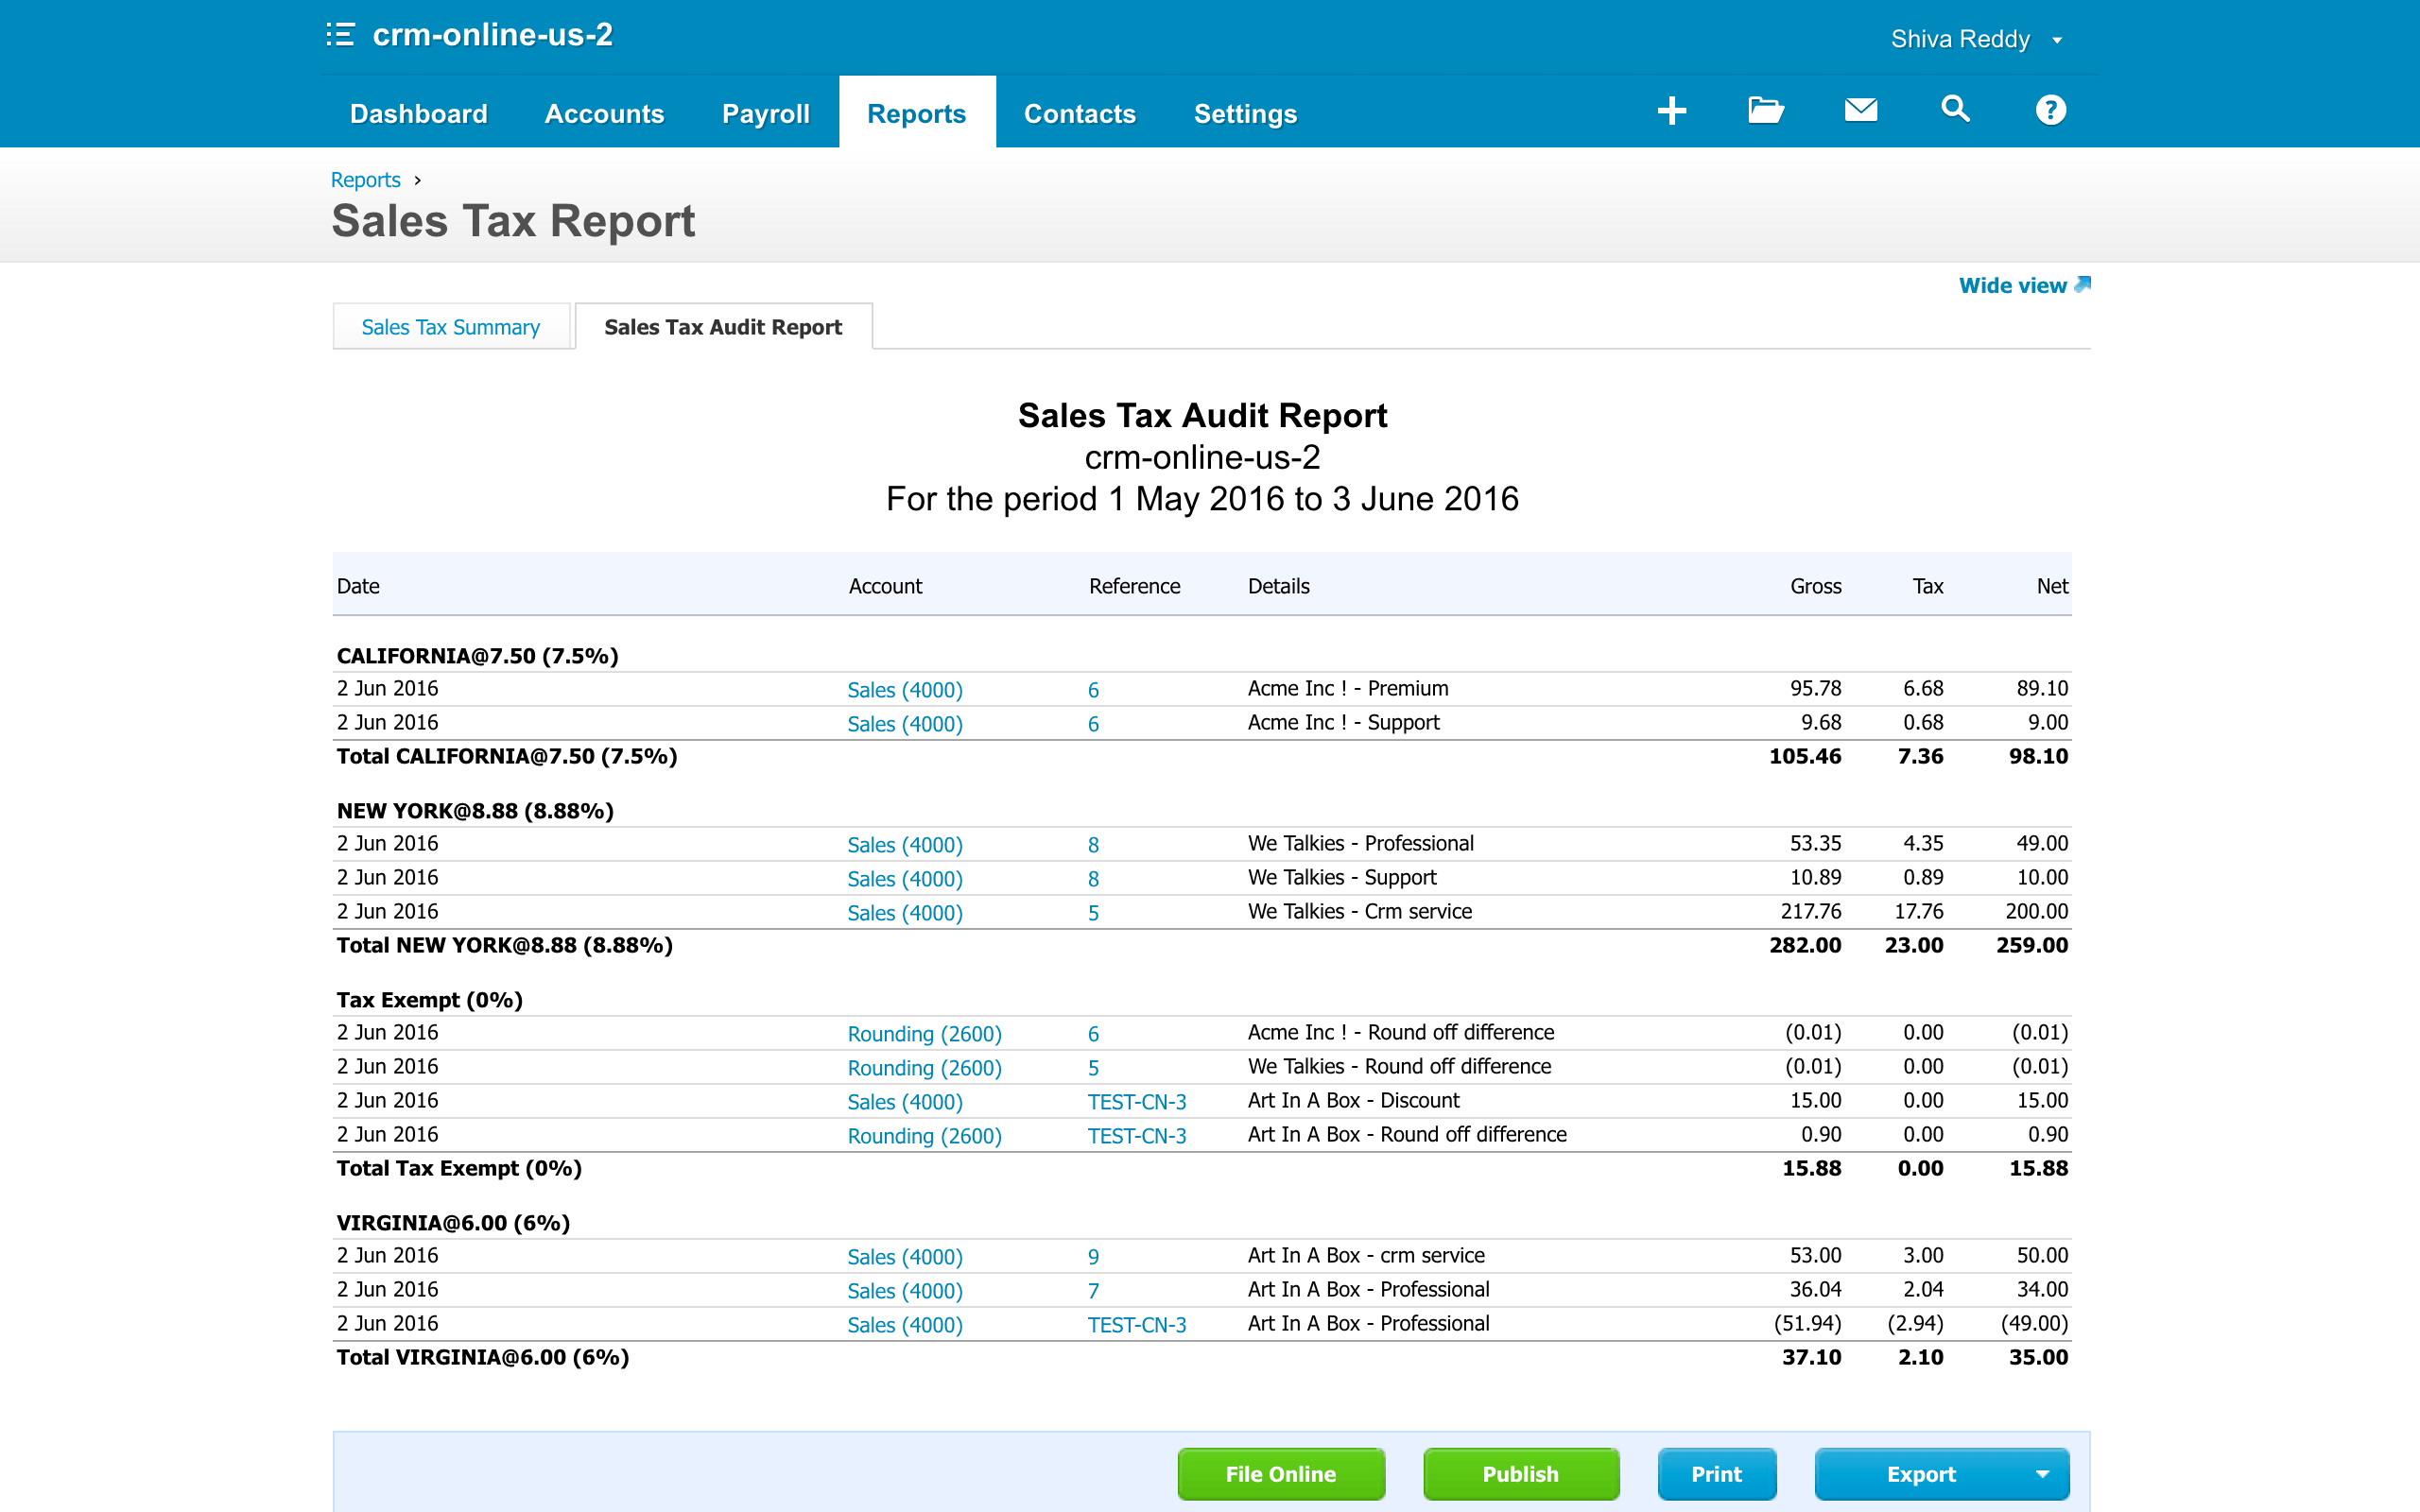 crm-online-us-2
Shiva Reddy
Dashboard Accounts Payroll Reports Contacts Settings
Reports ›
Sales Tax Report
Wide view
Sales Tax Summary Sales Tax Audit Report
Sales Tax Audit Report
crm-online-us-2
For the period 1 May 2016 to 3 June 2016
Date Account Reference Details Gross Tax Net
CALIFORNIA@7.50 (7.5%)
2 Jun 2016 Sales (4000) 6 Acme Inc ! - Premium 95.78 6.68 89.10
2 Jun 2016 Sales (4000) 6 Acme Inc ! - Support 9.68 0.68 9.00
Total CALIFORNIA@7.50 (7.5%) 105.46 7.36 98.10
NEW YORK@8.88 (8.88%)
2 Jun 2016 Sales (4000) 8 We Talkies - Professional 53.35 4.35 49.00
2 Jun 2016 Sales (4000) 8 We Talkies - Support 10.89 0.89 10.00
2 Jun 2016 Sales (4000) 5 We Talkies - Crm service 217.76 17.76 200.00
Total NEW YORK@8.88 (8.88%) 282.00 23.00 259.00
Tax Exempt (0%)
2 Jun 2016 Rounding (2600) 6 Acme Inc ! - Round off difference (0.01) 0.00 (0.01)
2 Jun 2016 Rounding (2600) 5 We Talkies - Round off difference (0.01) 0.00 (0.01)
2 Jun 2016 Sales (4000) TEST-CN-3 Art In A Box - Discount 15.00 0.00 15.00
2 Jun 2016 Rounding (2600) TEST-CN-3 Art In A Box - Round off difference 0.90 0.00 0.90
Total Tax Exempt (0%) 15.88 0.00 15.88
VIRGINIA@6.00 (6%)
2 Jun 2016 Sales (4000) 9 Art In A Box - crm service 53.00 3.00 50.00
2 Jun 2016 Sales (4000) 7 Art In A Box - Professional 36.04 2.04 34.00
2 Jun 2016 Sales (4000) TEST-CN-3 Art In A Box - Professional (51.94) (2.94) (49.00)
Total VIRGINIA@6.00 (6%) 37.10 2.10 35.00
File Online Publish Print Export